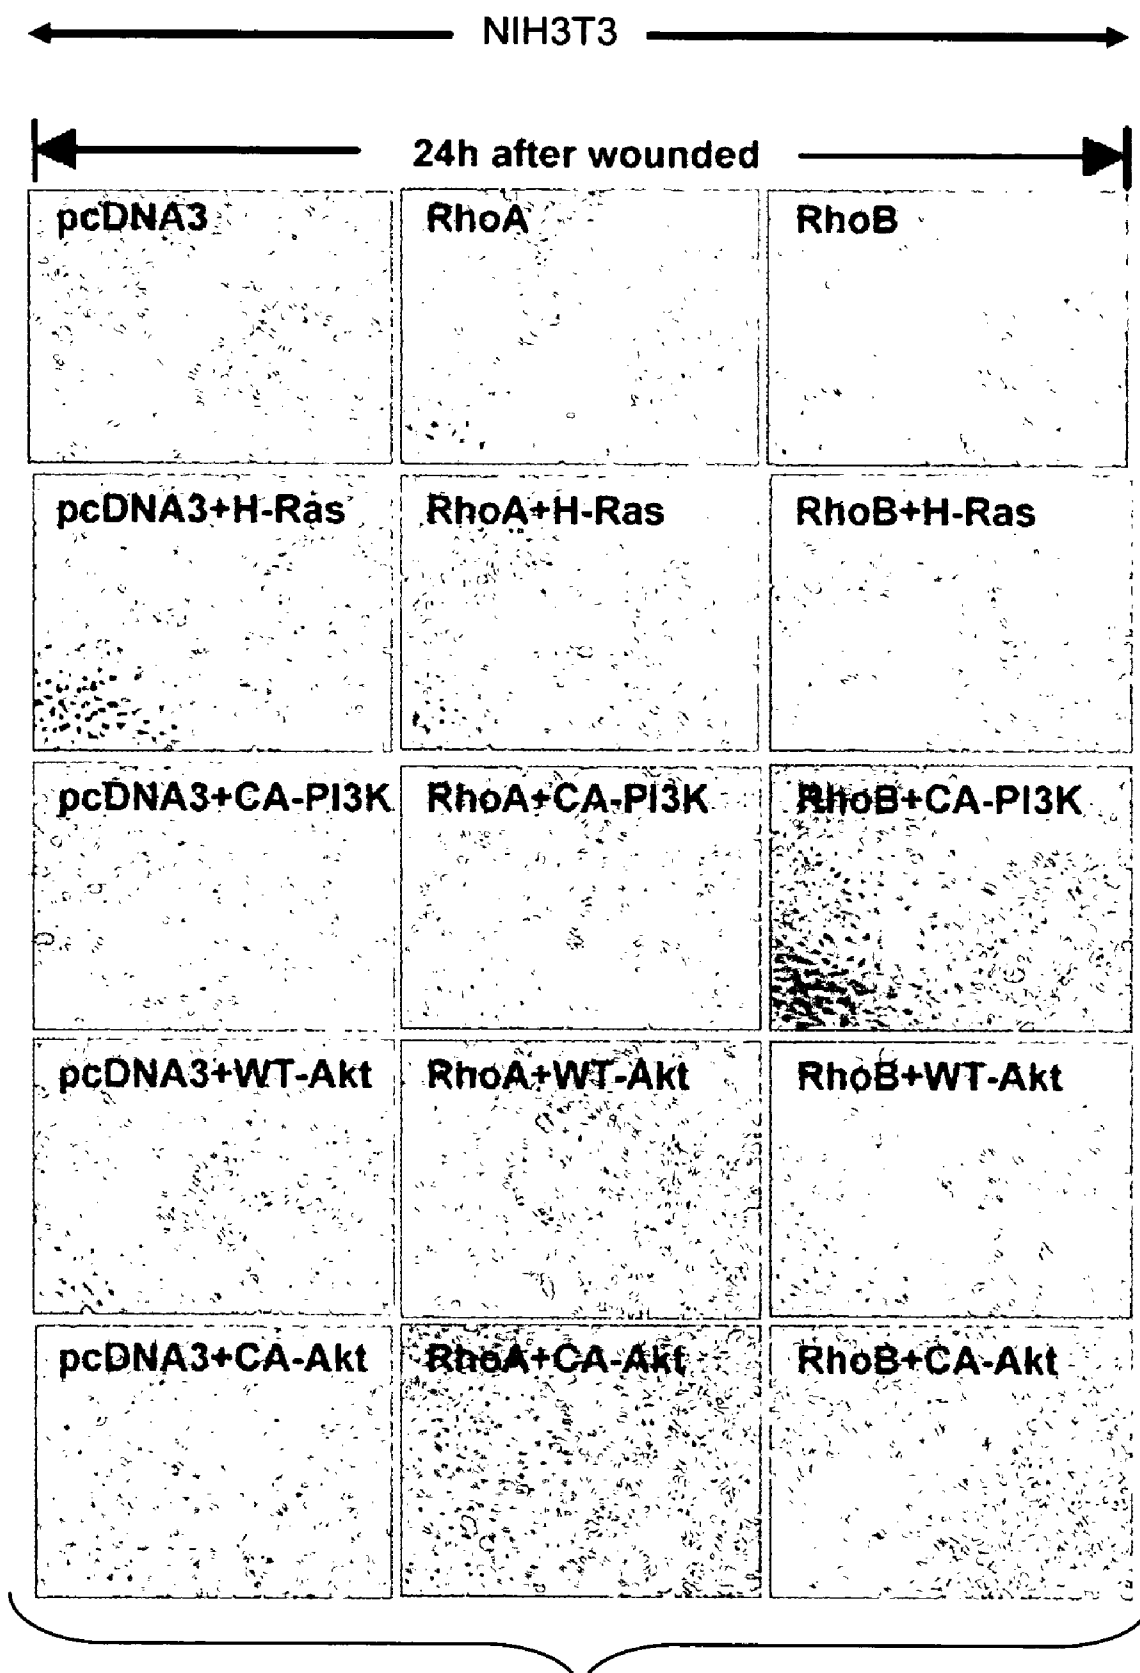 NIH3T3
24h after wounded
pcDNA3 RhoA RhoB
pcDNA3+H-Ras RhoA+H-Ras RhoB+H-Ras
pcDNA3+CA-PI3K RhoA+CA-PI3K RhoB+CA-PI3K
pcDNA3+WT-Akt RhoA+WT-Akt RhoB+WT-Akt
pcDNA3+CA-Akt RhoA+CA-Akt RhoB+CA-Akt